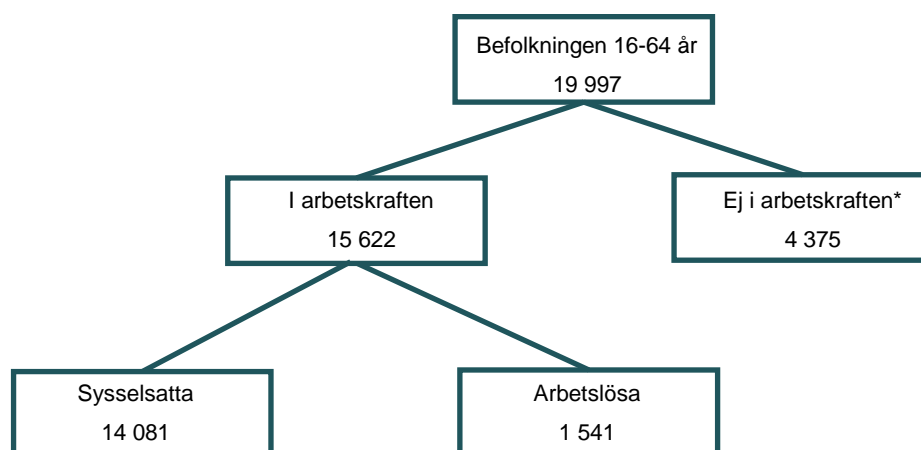 Befolkningen 16-64 år
19 997
I arbetskraften
15 622
Ej i arbetskraften*
4 375
Sysselsatta
14 081
Arbetslösa
1 541